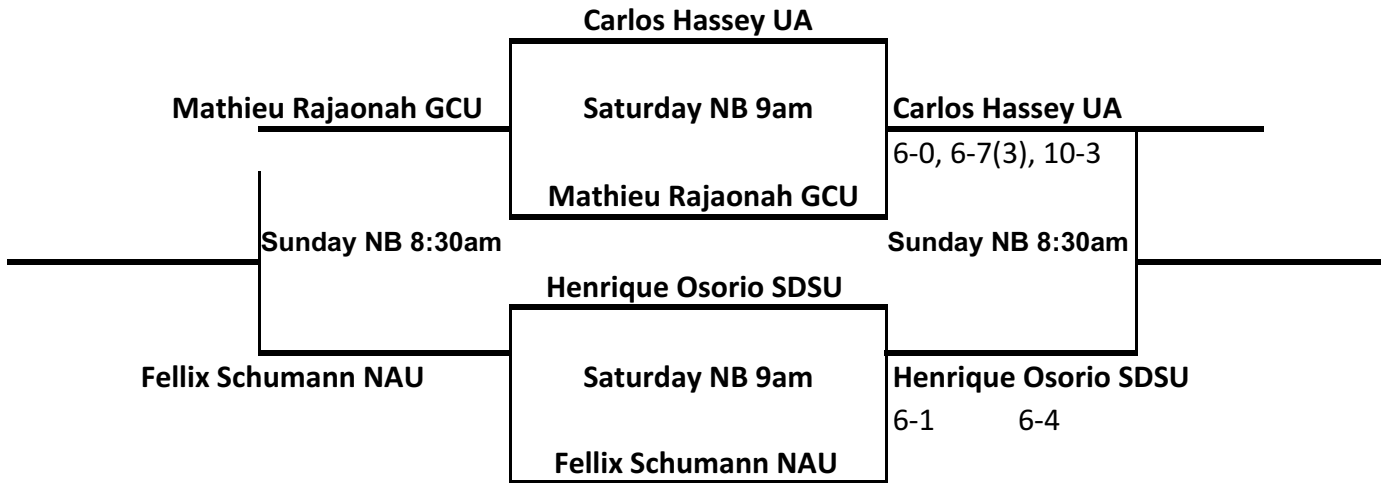 Carlos Hassey UA
Mathieu Rajaonah GCU
Saturday NB 9am
Carlos Hassey UA
6-0, 6-7(3), 10-3
Mathieu Rajaonah GCU
Sunday NB 8:30am
Sunday NB 8:30am
Henrique Osorio SDSU
Fellix Schumann NAU
Saturday NB 9am
Henrique Osorio SDSU
6-1 6-4
Fellix Schumann NAU